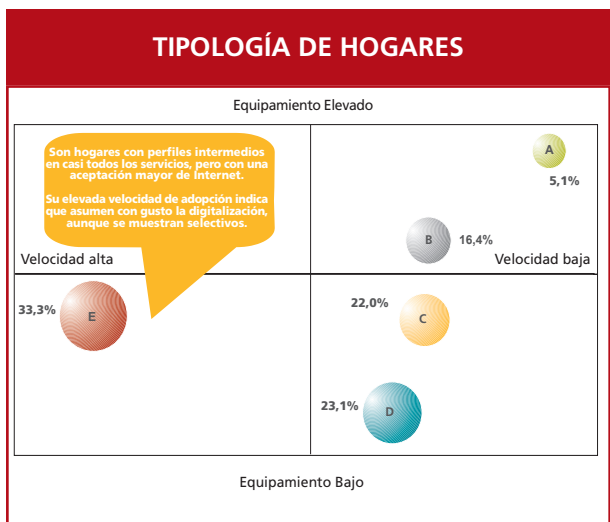 TIPOLOGÍA DE HOGARES
Equipamiento Elevado
Son hogares con perfiles intermedios
en casi todos los servicios, pero con una
aceptación mayor de Internet.
Su elevada velocidad de adopción indica
que asumen con gusto la digitalización,
aunque se muestran selectivos.
A
5,1%
B
16,4%
Velocidad alta
Velocidad baja
33,3%
E
22,0%
C
23,1%
D
Equipamiento Bajo